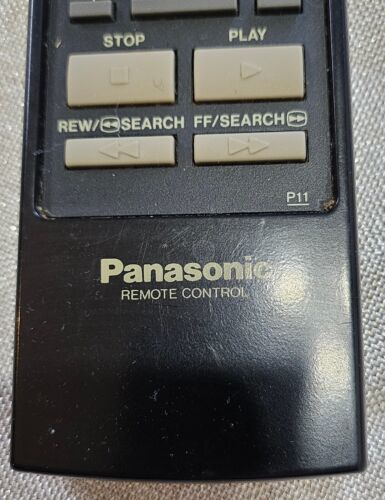 STOP PLAY
REW/SEARCH FF/SEARCH
P11
Panasonic
REMOTE CONTROL